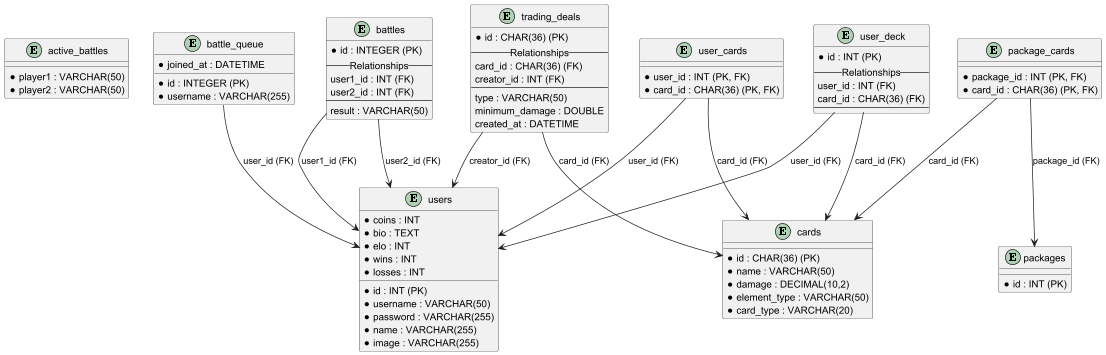 E active_battles
* player1 : VARCHAR(50)
* player2 : VARCHAR(50)
E battle_queue
* joined_at : DATETIME
* id : INTEGER (PK)
* username : VARCHAR(255)
E battles
* id : INTEGER (PK)
Relationships
user1_id : INT (FK)
user2_id : INT (FK)
result : VARCHAR(50)
E trading_deals
* id : CHAR(36) (PK)
Relationships
card_id : CHAR(36) (FK)
creator_id : INT (FK)
type : VARCHAR(50)
minimum_damage : DOUBLE
created_at : DATETIME
E user_cards
* user_id : INT (PK, FK)
* card_id : CHAR(36) (PK, FK)
E user_deck
* id : INT (PK)
Relationships
user_id : INT (FK)
card_id : CHAR(36) (FK)
E package_cards
* package_id : INT (PK, FK)
* card_id : CHAR(36) (PK, FK)
user_id (FK)
user1_id (FK)
user2_id (FK)
creator_id (FK)
card_id (FK)
user_id (FK)
card_id (FK)
user_id (FK)
card_id (FK)
card_id (FK)
package_id (FK)
E users
* coins : INT
* bio : TEXT
* elo : INT
* wins : INT
* losses : INT
* id : INT (PK)
* username : VARCHAR(50)
* password : VARCHAR(255)
* name : VARCHAR(255)
* image : VARCHAR(255)
E cards
* id : CHAR(36) (PK)
* name : VARCHAR(50)
* damage : DECIMAL(10,2)
* element_type : VARCHAR(50)
* card_type : VARCHAR(20)
E packages
* id : INT (PK)